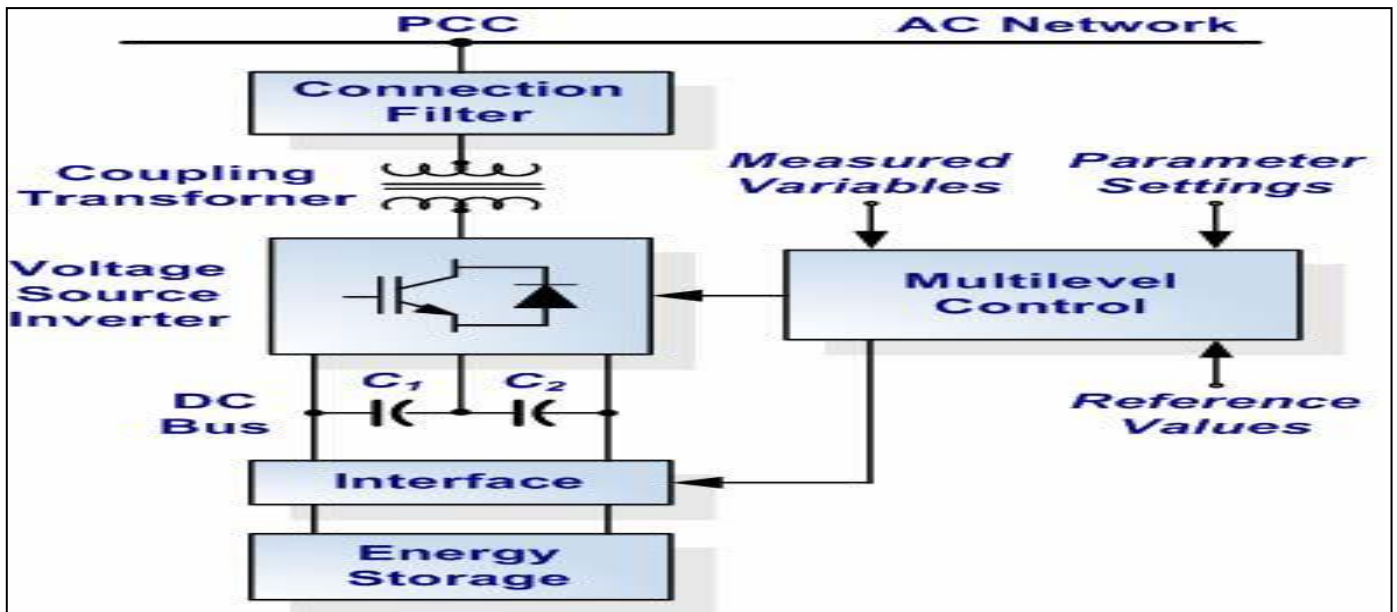 PCC
AC Network
Connection
Filter
Coupling
Transforner
Measured
Variables
Parameter
Settings
Voltage
Source
Inverter
Multilevel
Control
C₁
C₂
DC
Bus
Reference
Values
Interface
Energy
Storage